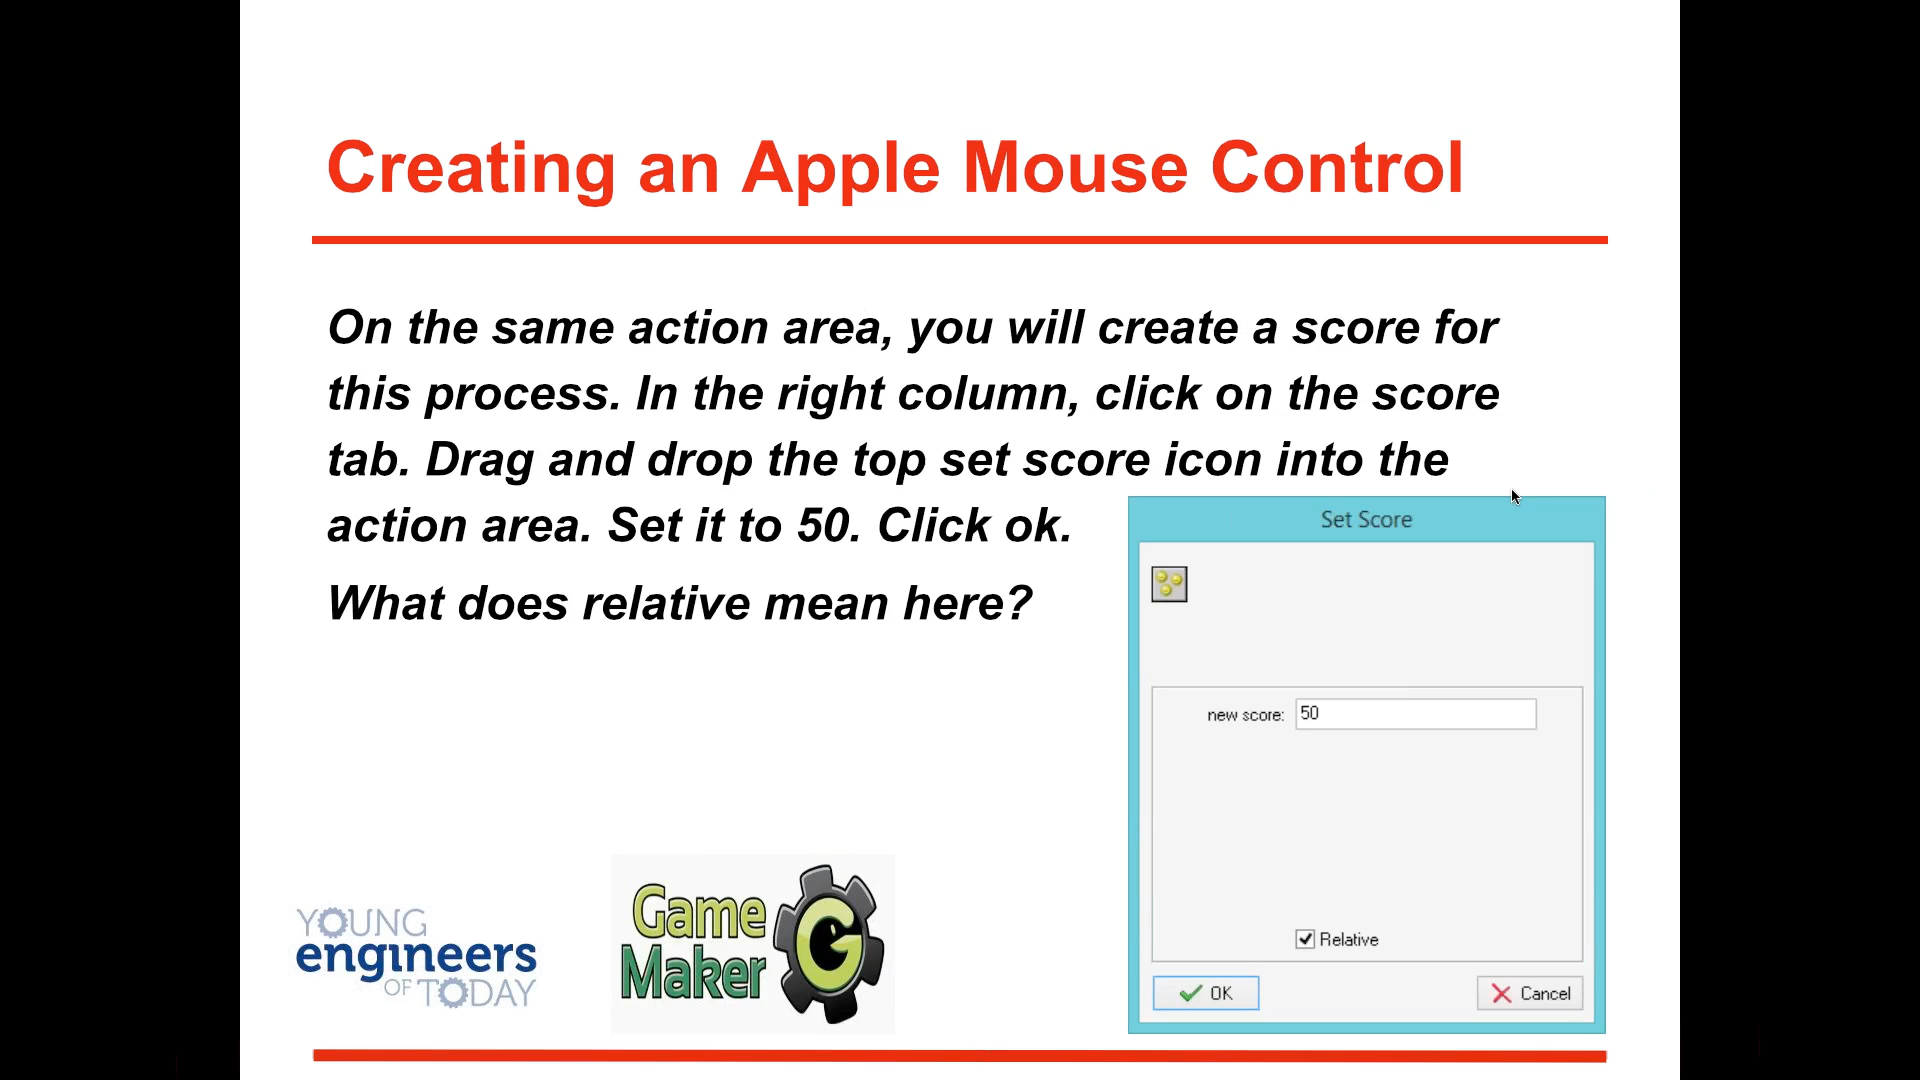 Creating an Apple Mouse Control
On the same action area, you will create a score for
this process. In the right column, click on the score
tab. Drag and drop the top set score icon into the
action area. Set it to 50. Click ok.
What does relative mean here?
Set Score
new score: 50
Relative
OK
Cancel
YOUNG
engineers
OF TODAY
Game
Maker